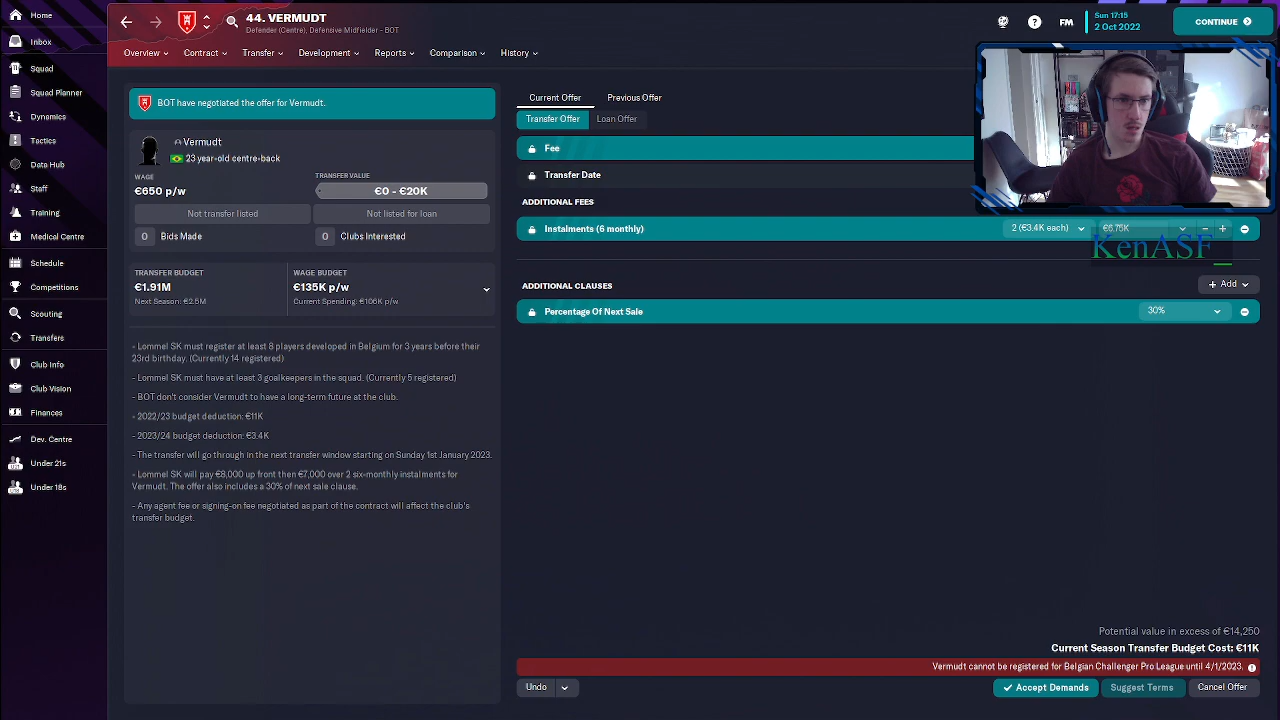 Home
Inbox
Squad
Squad Planner
Dynamics
Tactics
Data Hub
Staff
Training
Medical Centre
Schedule
Competitions
Scouting
Transfers
Club Info
Club Vision
Finances
Dev. Centre
Under 21s
Under 18s
44. VERMUDT
Defender (Centre), Defensive Midfielder - BOT
FM
Sun 17:15
2 Oct 2022
CONTINUE
Overview Contract Transfer Development Reports Comparison History
BOT have negotiated the offer for Vermudt.
Vermudt
23 year-old centre-back
WAGE
€650 p/w
TRANSFER VALUE
€0 - €20K
Not transfer listed
Not listed for loan
0 Bids Made
0 Clubs Interested
TRANSFER BUDGET
€1.91M
Next Season: €2.5M
WAGE BUDGET
€135K p/w
Current Spending: €106K p/w
- Lommel SK must register at least 8 players developed in Belgium for 3 years before their
23rd birthday. (Currently 14 registered)
- Lommel SK must have at least 3 goalkeepers in the squad. (Currently 5 registered)
- BOT don't consider Vermudt to have a long-term future at the club.
- 2022/23 budget deduction: €11K
- 2023/24 budget deduction: €3.4K
- The transfer will go through in the next transfer window starting on Sunday 1st January 2023.
- Lommel SK will pay €8,000 up front then €7,000 over 2 six-monthly instalments for
Vermudt. The offer also includes a 30% of next sale clause.
- Any agent fee or signing-on fee negotiated as part of the contract will affect the club's
transfer budget.
Current Offer Previous Offer
Transfer Offer Loan Offer
Fee
Transfer Date
ADDITIONAL FEES
Instalments (6 monthly) 2 (€3.4K each) €6.75K
KenASF_
ADDITIONAL CLAUSES
+ Add
Percentage Of Next Sale 30%
Potential value in excess of €14,250
Current Season Transfer Budget Cost: €11K
Vermudt cannot be registered for Belgian Challenger Pro League until 4/1/2023.
Undo
Accept Demands Suggest Terms Cancel Offer